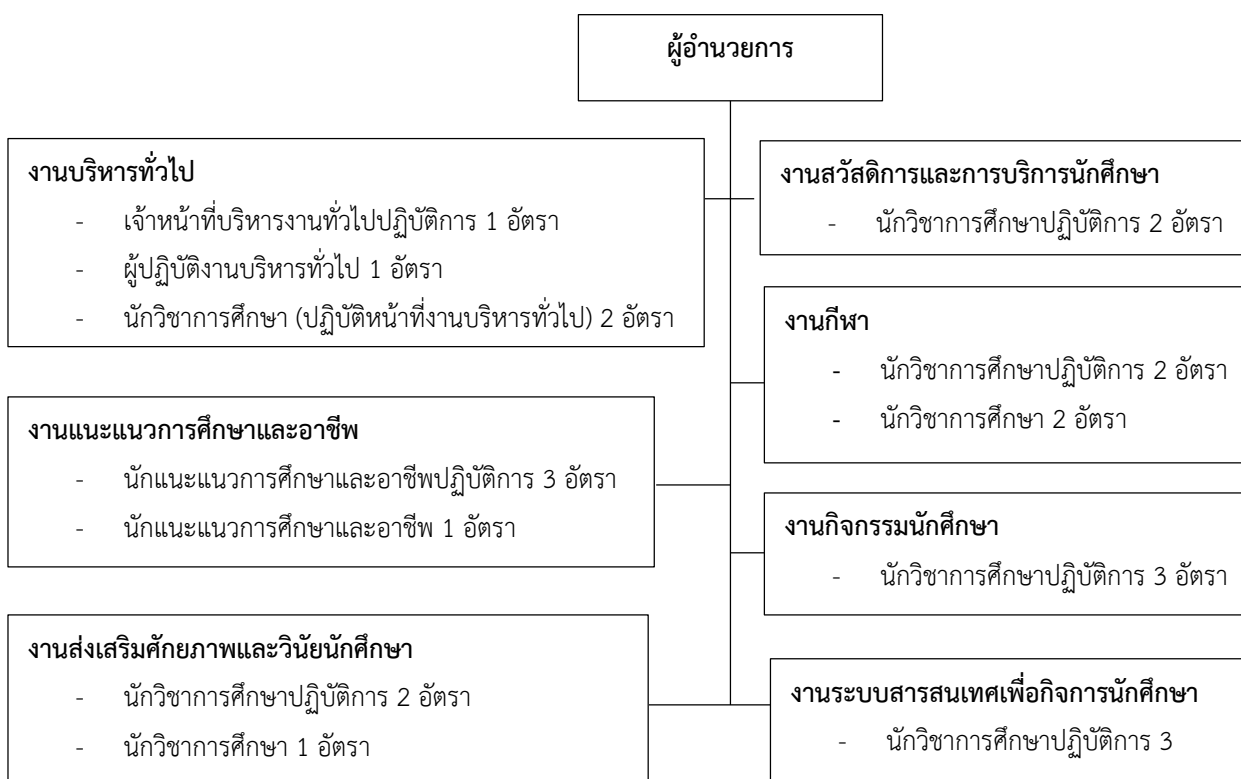 ผู้อำนวยการ
งานบริหารทั่วไป
- เจ้าหน้าที่บริหารงานทั่วไปปฏิบัติการ 1 อัตรา
- ผู้ปฏิบัติงานบริหารทั่วไป 1 อัตรา
- นักวิชาการศึกษา (ปฏิบัติหน้าที่งานบริหารทั่วไป) 2 อัตรา
งานสวัสดิการและการบริการนักศึกษา
- นักวิชาการศึกษาปฏิบัติการ 2 อัตรา
งานกีฬา
- นักวิชาการศึกษาปฏิบัติการ 2 อัตรา
- นักวิชาการศึกษา 2 อัตรา
งานแนะแนวการศึกษาและอาชีพ
- นักแนะแนวการศึกษาและอาชีพปฏิบัติการ 3 อัตรา
- นักแนะแนวการศึกษาและอาชีพ 1 อัตรา
งานกิจกรรมนักศึกษา
- นักวิชาการศึกษาปฏิบัติการ 3 อัตรา
งานส่งเสริมศักยภาพและวินัยนักศึกษา
- นักวิชาการศึกษาปฏิบัติการ 2 อัตรา
- นักวิชาการศึกษา 1 อัตรา
งานระบบสารสนเทศเพื่อกิจการนักศึกษา
- นักวิชาการศึกษาปฏิบัติการ 3